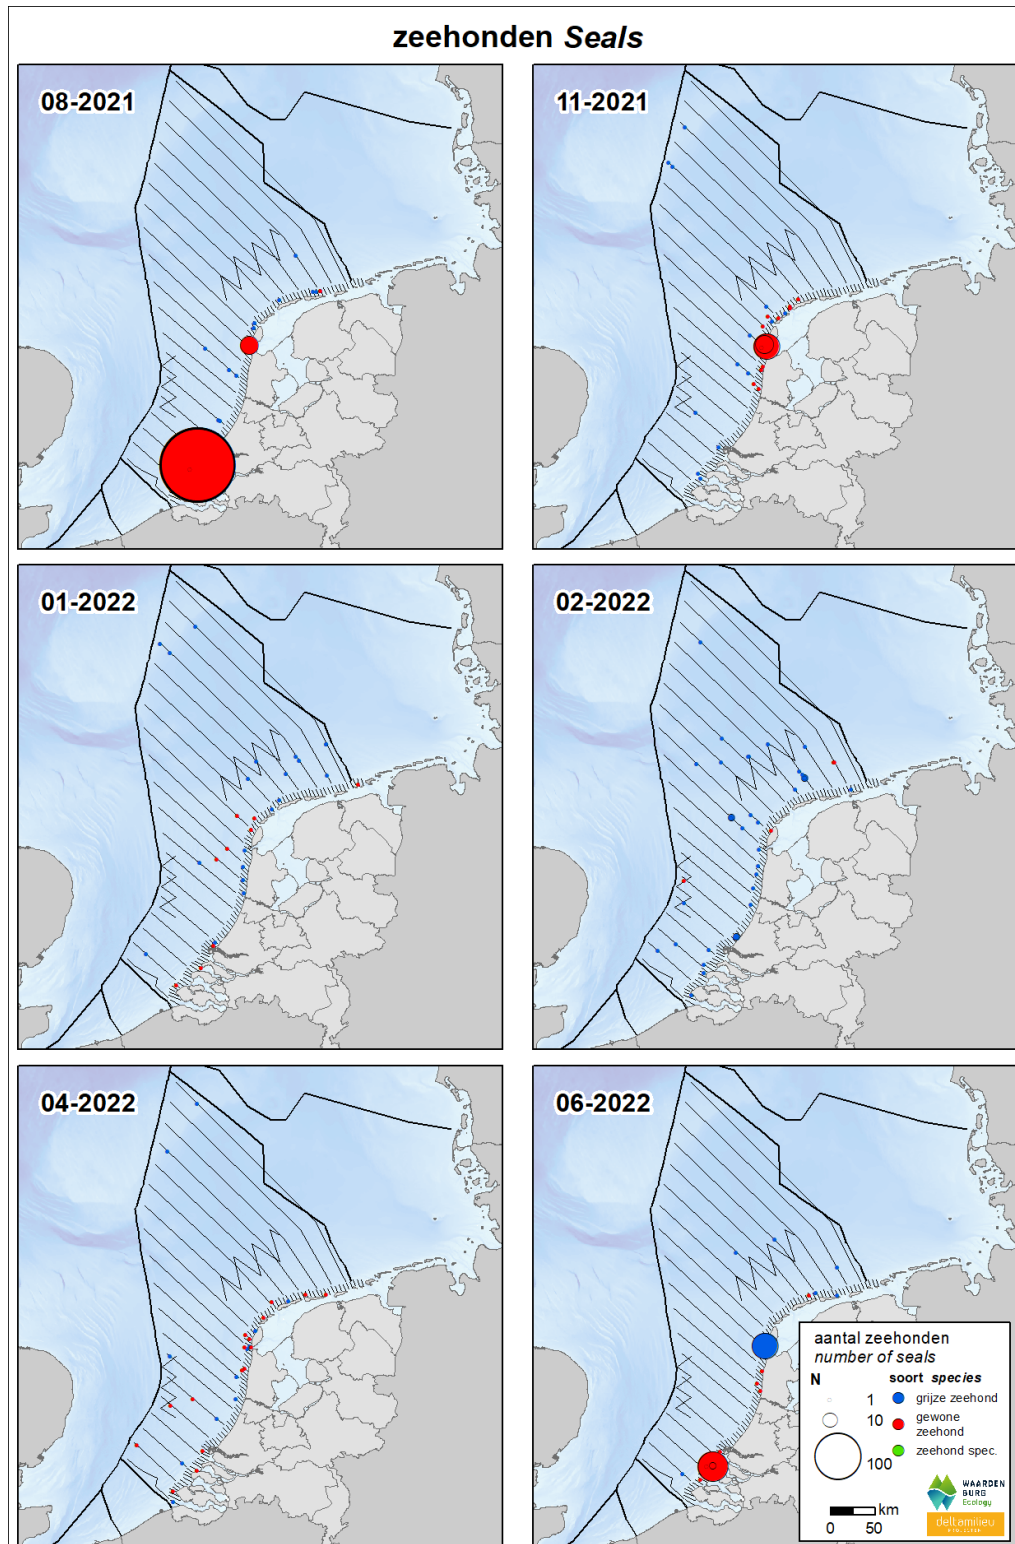 zeehonden Seals
08-2021
11-2021
01-2022
02-2022
04-2022
06-2022
aantal zeehonden
number of seals
N
soort species
1
grijze zeehond
10
gewone
zeehond
100
zeehond spec.
km
0 50
WAARDEN
BURG
Ecology
deltamilieu